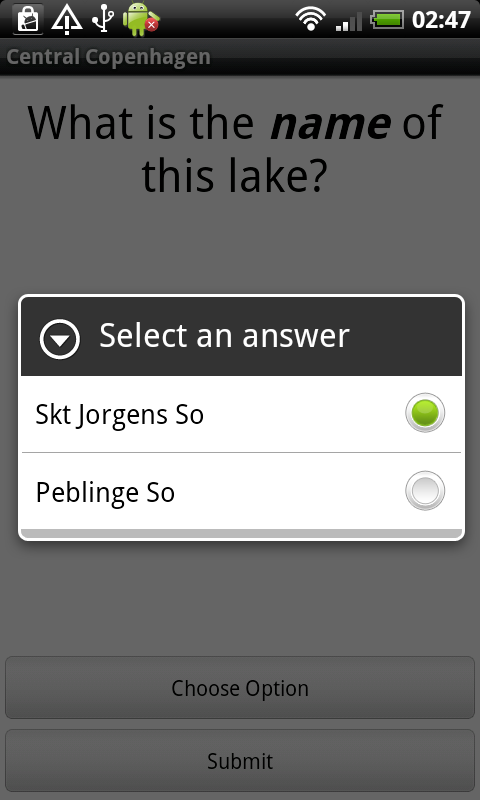 02:47
Central Copenhagen
What is the name of
this lake?
Select an answer
Skt Jorgens So
Peblinge So
Choose Option
Submit